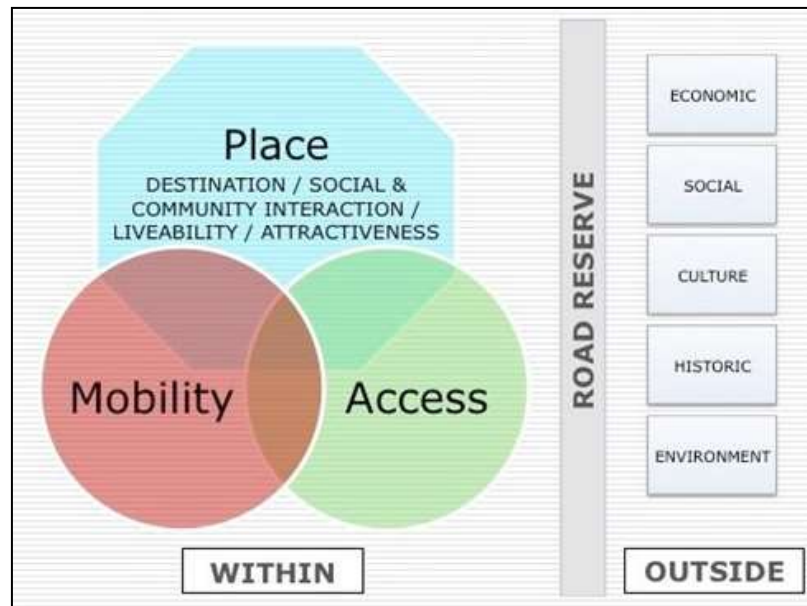 Place
DESTINATION / SOCIAL &
COMMUNITY INTERACTION /
LIVEABILITY / ATTRACTIVENESS
Mobility
Access
WITHIN
ROAD RESERVE
ECONOMIC
SOCIAL
CULTURE
HISTORIC
ENVIRONMENT
OUTSIDE